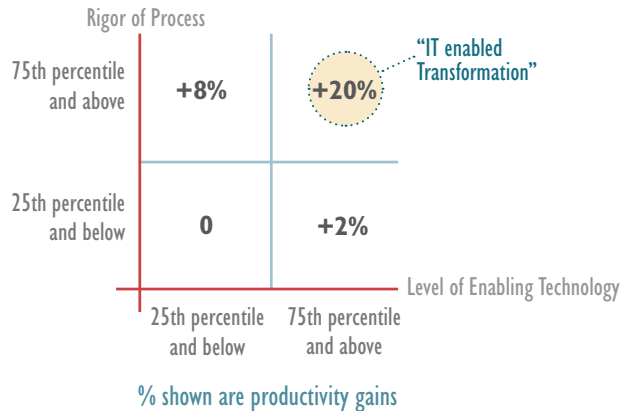 Rigor of Process
75th percentile
and above
+8%
+20%
“IT enabled
Transformation”
25th percentile
and below
0
+2%
Level of Enabling Technology
25th percentile
and below
75th percentile
and above
% shown are productivity gains